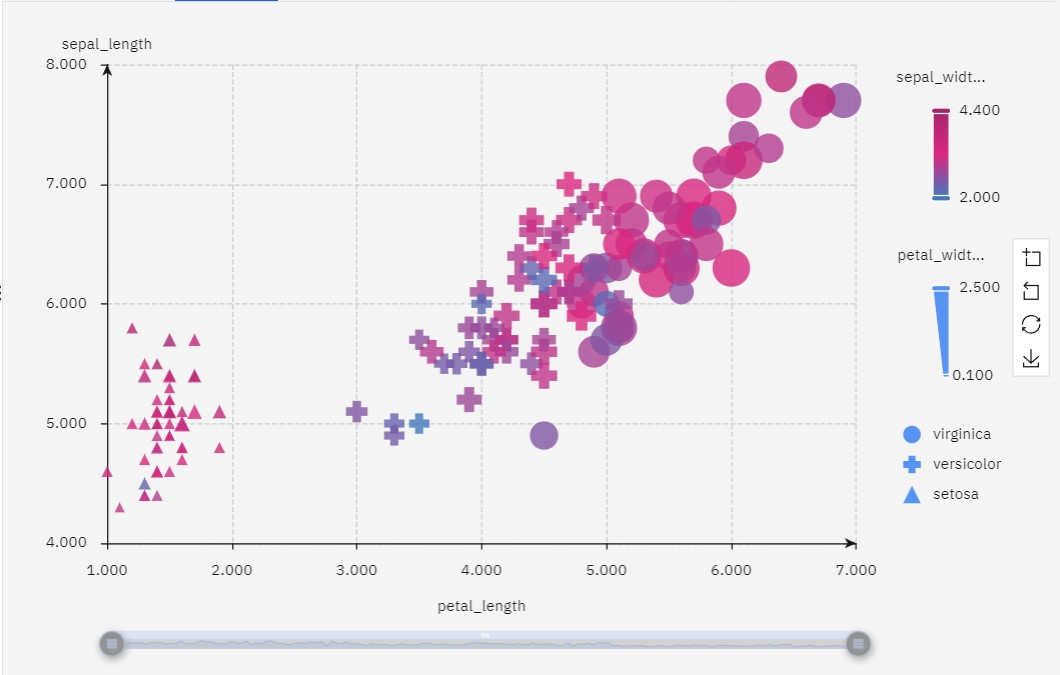 sepal_length
8.000
7.000
6.000
5.000
4.000
1.000 2.000 3.000 4.000 5.000 6.000 7.000
petal_length
sepal_widt...
4.400
2.000
petal_widt...
2.500
0.100
virginica
versicolor
setosa